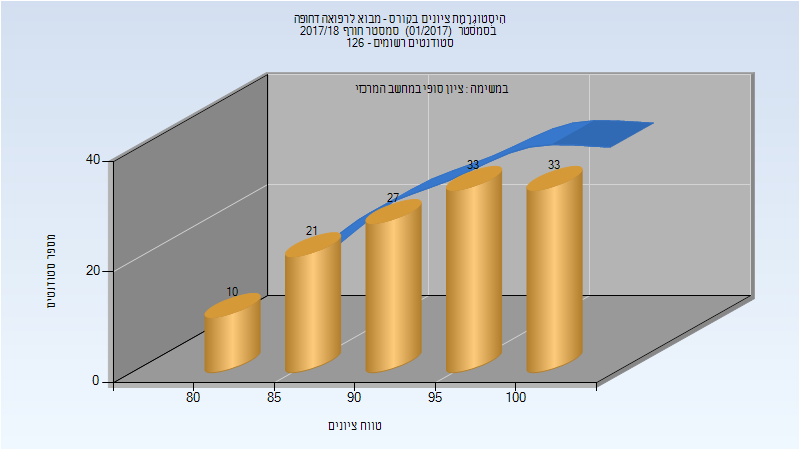 היסטוגרמת ציונים בקורס - מבוא לרפואה דחופה
בסמסטר (01/2017) סמסטר חורף 2017/18
סטודנטים רשומים - 126
במשימה : ציון סופי במחשב המרכזי
מספר סטודנטים
40
20
0
10
21
27
33
33
80
85
90
95
100
טווח ציונים